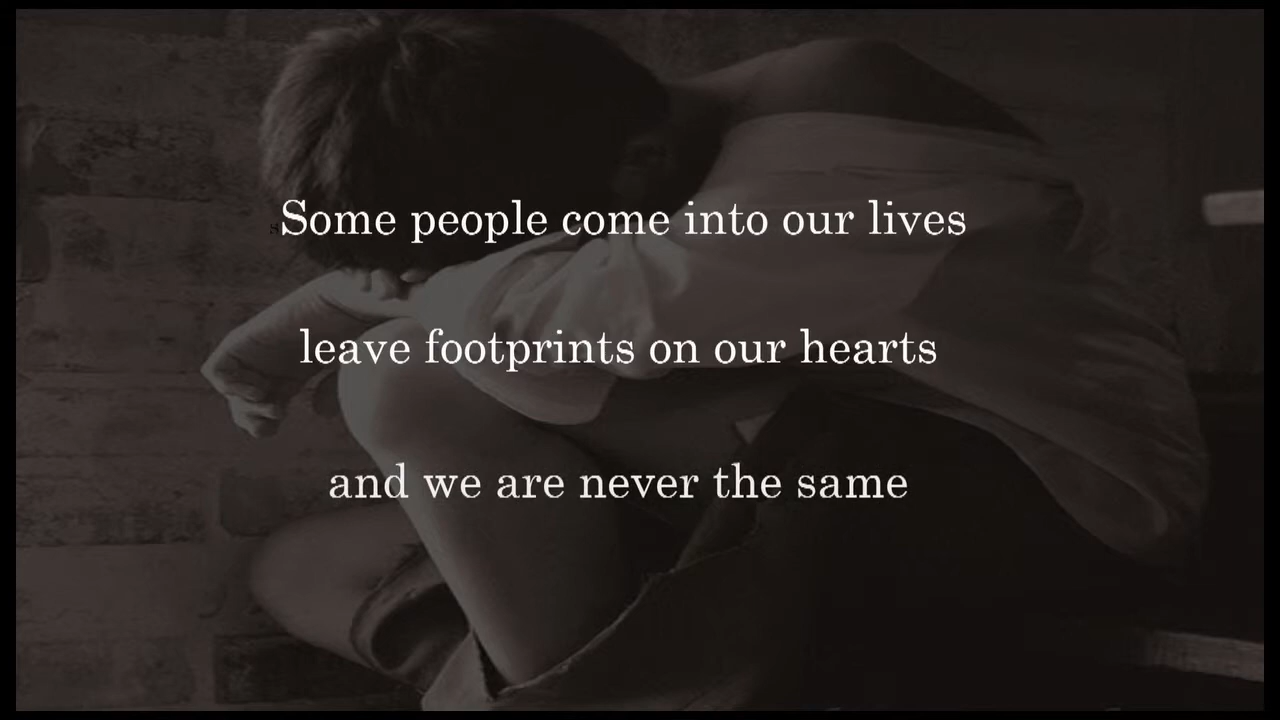 Some people come into our lives
leave footprints on our hearts
and we are never the same